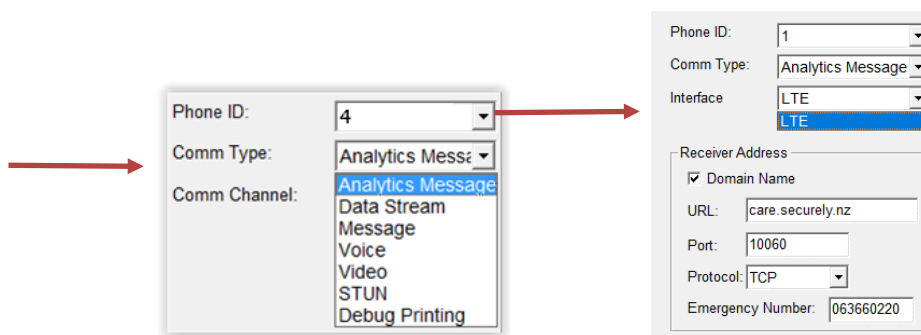 Phone ID: 4
Comm Type: Analytics Messa
Comm Channel:
Analytics Message
Data Stream
Message
Voice
Video
STUN
Debug Printing
Phone ID: 1
Comm Type: Analytics Message
Interface LTE
LTE
Receiver Address
Domain Name
URL: care.securely.nz
Port: 10060
Protocol: TCP
Emergency Number: 063660220